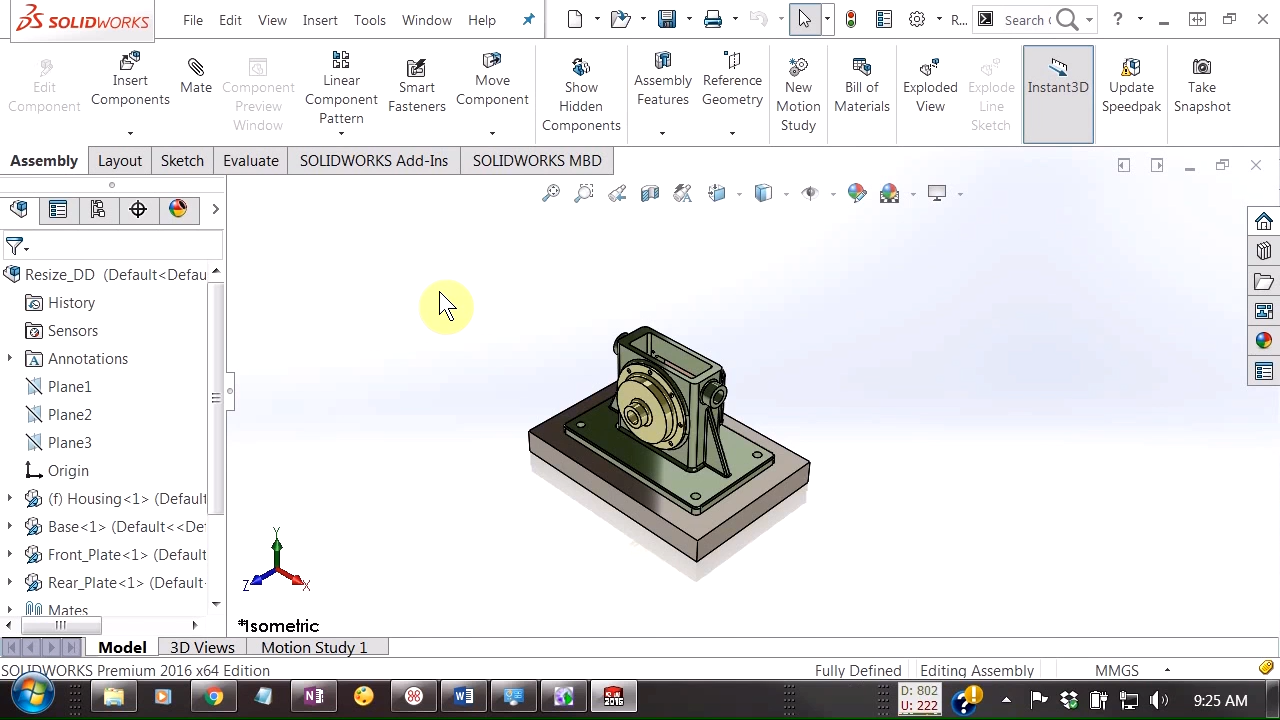 SOLIDWORKS File Edit View Insert Tools Window Help R... Search
Edit Component
Insert Components
Mate
Component Preview Window
Linear Component Pattern
Smart Fasteners
Move Component
Show Hidden Components
Assembly Features
Reference Geometry
New Motion Study
Bill of Materials
Exploded View
Explode Line Sketch
Instant3D
Update Speedpak
Take Snapshot
Assembly Layout Sketch Evaluate SOLIDWORKS Add-Ins SOLIDWORKS MBD
Resize_DD (Default<Defau
History
Sensors
Annotations
Plane1
Plane2
Plane3
Origin
(f) Housing<1> (Default
Base<1> (Default<<De
Front_Plate<1> (Default
Rear_Plate<1> (Default
Mates
Y
Z
X
*Isometric
Model 3D Views Motion Study 1
SOLIDWORKS Premium 2016 x64 Edition Fully Defined Editing Assembly MMGS
D: 802
U: 222
9:25 AM